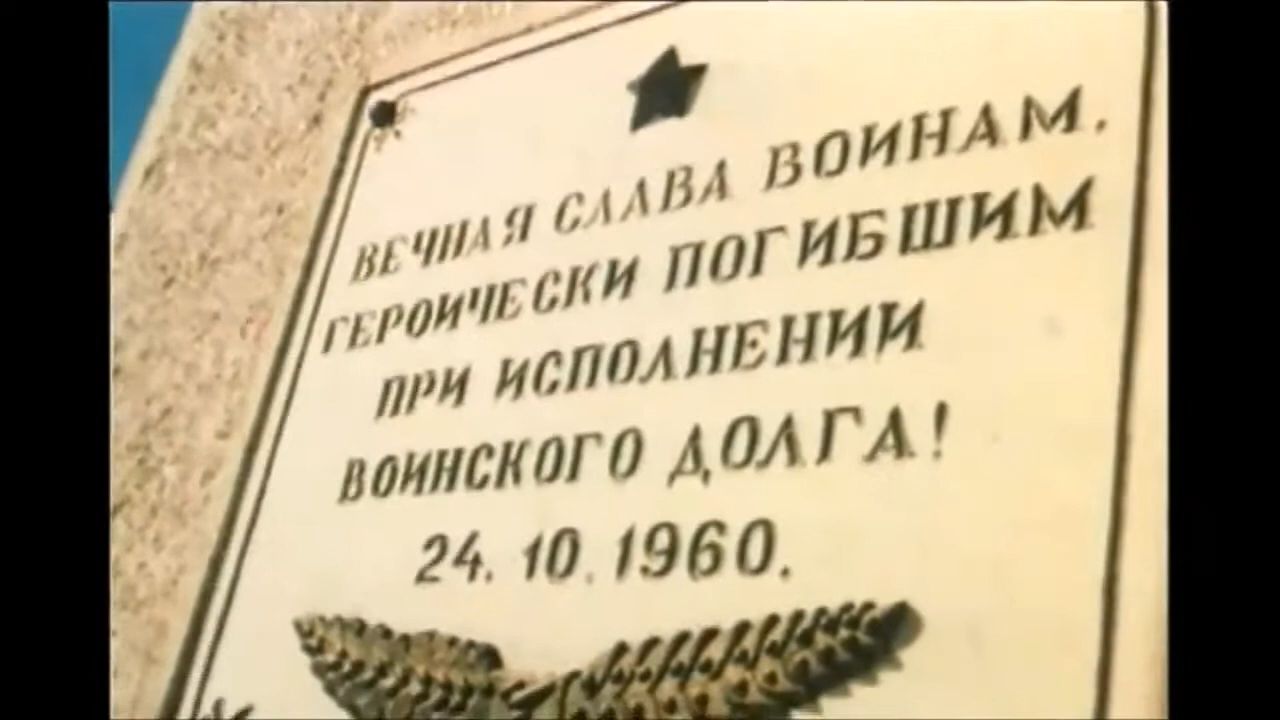 ВЕЧНАЯ СЛАВА ВОИНАМ,
ГЕРОИЧЕСКИ ПОГИБШИМ
ПРИ ИСПОЛНЕНИИ
ВОИНСКОГО ДОЛГА!
24.10.1960.